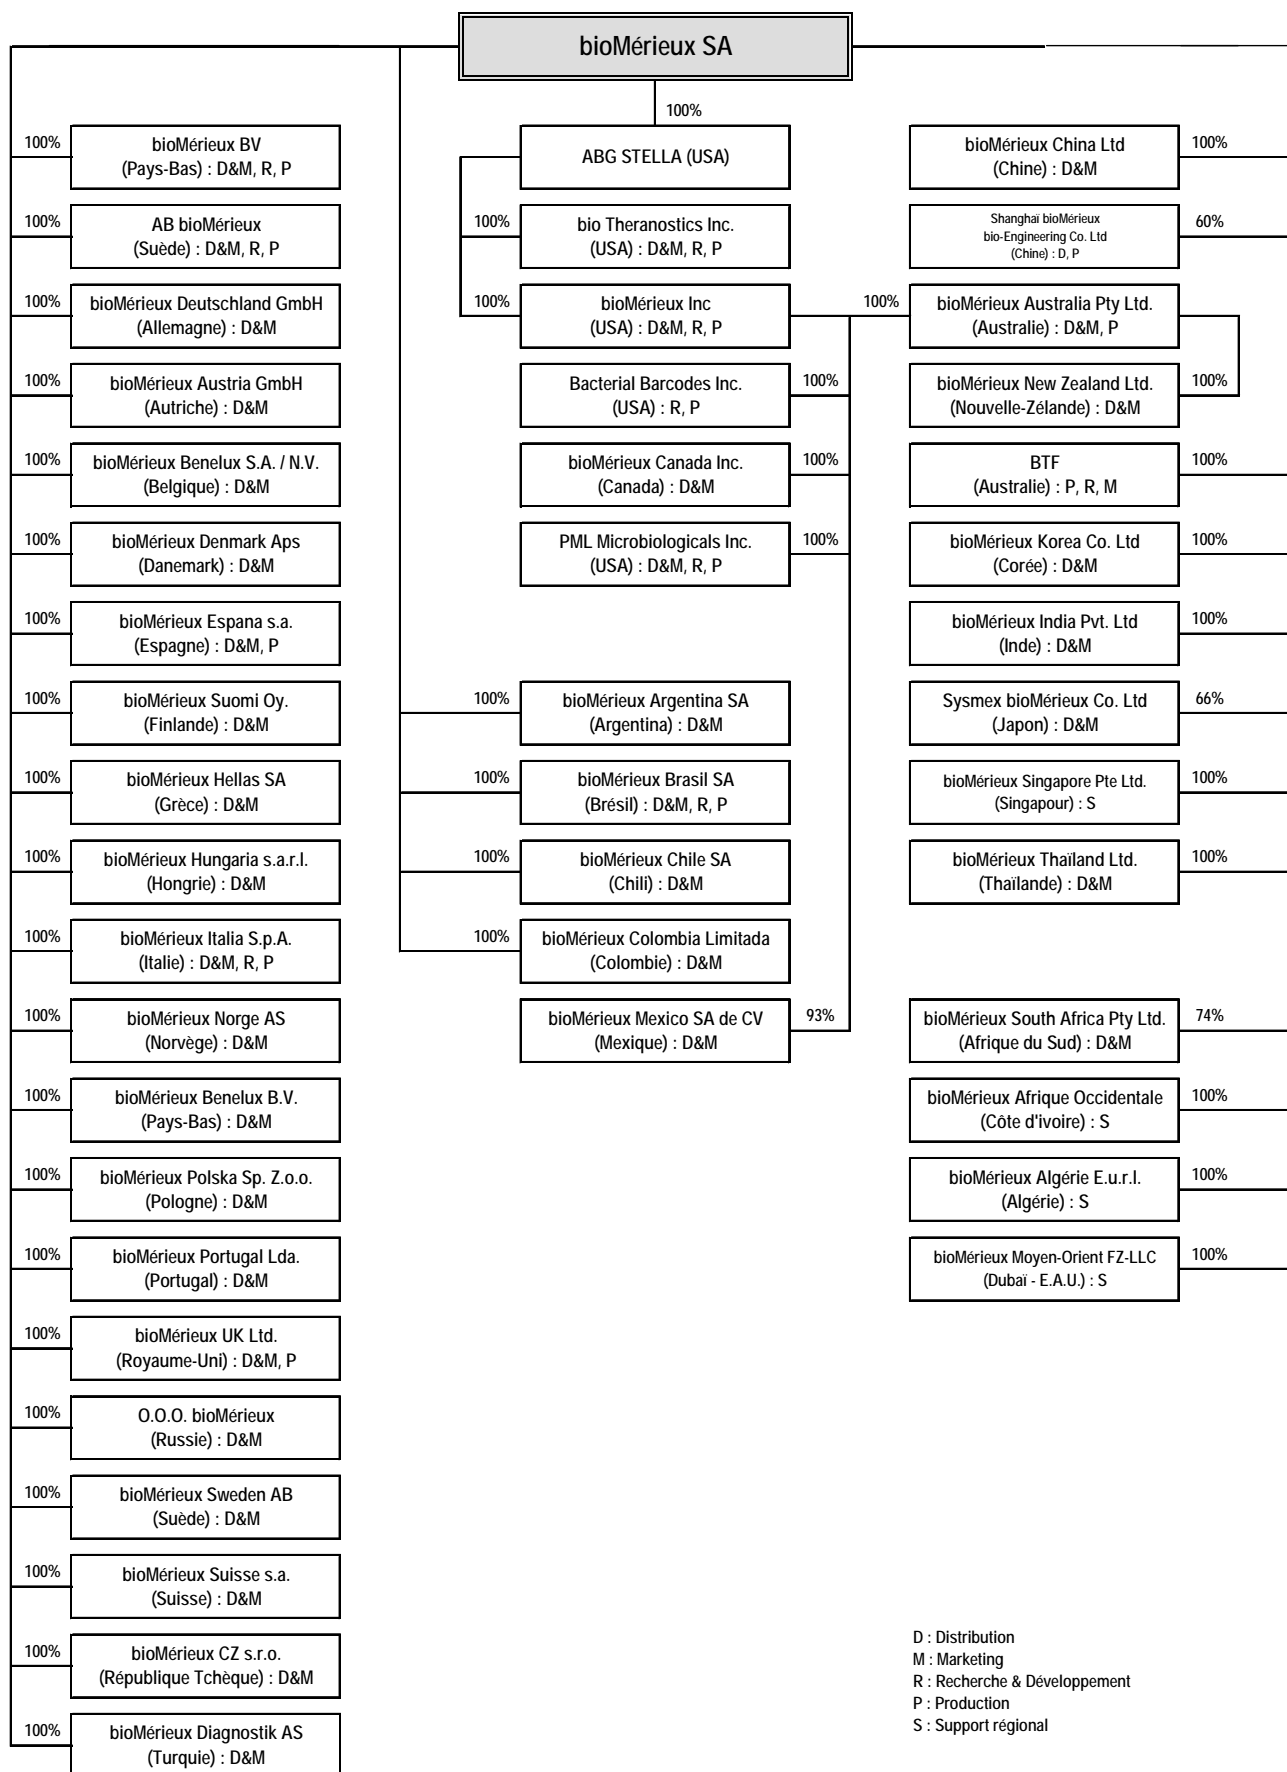 bioMérieux SA
100%
100%
bioMérieux BV
(Pays-Bas) : D&M, R, P
100%
AB bioMérieux
(Suède) : D&M, R, P
100%
bioMérieux Deutschland GmbH
(Allemagne) : D&M
100%
bioMérieux Austria GmbH
(Autriche) : D&M
100%
bioMérieux Benelux S.A. / N.V.
(Belgique) : D&M
100%
bioMérieux Denmark Aps
(Danemark) : D&M
100%
bioMérieux Espana s.a.
(Espagne) : D&M, P
100%
bioMérieux Suomi Oy.
(Finlande) : D&M
100%
bioMérieux Hellas SA
(Grèce) : D&M
100%
bioMérieux Hungaria s.a.r.l.
(Hongrie) : D&M
100%
bioMérieux Italia S.p.A.
(Italie) : D&M, R, P
100%
bioMérieux Norge AS
(Norvège) : D&M
100%
bioMérieux Benelux B.V.
(Pays-Bas) : D&M
100%
bioMérieux Polska Sp. Z.o.o.
(Pologne) : D&M
100%
bioMérieux Portugal Lda.
(Portugal) : D&M
100%
bioMérieux UK Ltd.
(Royaume-Uni) : D&M, P
100%
O.O.O. bioMérieux
(Russie) : D&M
100%
bioMérieux Sweden AB
(Suède) : D&M
100%
bioMérieux Suisse s.a.
(Suisse) : D&M
100%
bioMérieux CZ s.r.o.
(République Tchèque) : D&M
100%
bioMérieux Diagnostik AS
(Turquie) : D&M
ABG STELLA (USA)
100%
bio Theranostics Inc.
(USA) : D&M, R, P
100%
bioMérieux Inc
(USA) : D&M, R, P
Bacterial Barcodes Inc.
(USA) : R, P
100%
bioMérieux Canada Inc.
(Canada) : D&M
100%
PML Microbiologicals Inc.
(USA) : D&M, R, P
100%
100%
bioMérieux Argentina SA
(Argentina) : D&M
100%
bioMérieux Brasil SA
(Brésil) : D&M, R, P
100%
bioMérieux Chile SA
(Chili) : D&M
100%
bioMérieux Colombia Limitada
(Colombie) : D&M
bioMérieux Mexico SA de CV
(Mexique) : D&M
93%
bioMérieux China Ltd
(Chine) : D&M
100%
Shanghaï bioMérieux
bio-Engineering Co. Ltd
(Chine) : D, P
60%
100%
bioMérieux Australia Pty Ltd.
(Australie) : D&M, P
bioMérieux New Zealand Ltd.
(Nouvelle-Zélande) : D&M
100%
BTF
(Australie) : P, R, M
100%
bioMérieux Korea Co. Ltd
(Corée) : D&M
100%
bioMérieux India Pvt. Ltd
(Inde) : D&M
100%
Sysmex bioMérieux Co. Ltd
(Japon) : D&M
66%
bioMérieux Singapore Pte Ltd.
(Singapour) : S
100%
bioMérieux Thaïland Ltd.
(Thaïlande) : D&M
100%
bioMérieux South Africa Pty Ltd.
(Afrique du Sud) : D&M
74%
bioMérieux Afrique Occidentale
(Côte d'ivoire) : S
100%
bioMérieux Algérie E.u.r.l.
(Algérie) : S
100%
bioMérieux Moyen-Orient FZ-LLC
(Dubaï - E.A.U.) : S
100%
D : Distribution
M : Marketing
R : Recherche & Développement
P : Production
S : Support régional